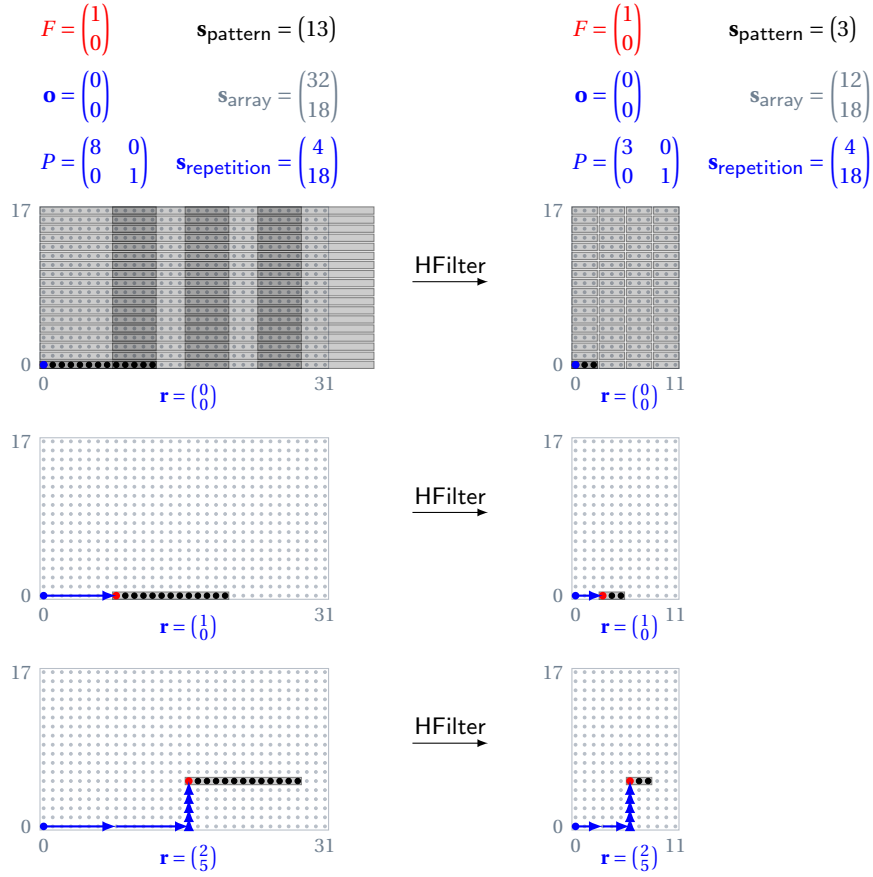 F = (1 0) s_pattern = (13) F = (1 0) s_pattern = (3)
o = (0 0) s_array = (32 18) o = (0 0) s_array = (12 18)
P = (8 0 0 1) s_repetition = (4 18) P = (3 0 0 1) s_repetition = (4 18)
17 17
HFilter
0 0
0 31 0 11
r = (0 0) r = (0 0)
17 17
HFilter
0 0
0 31 0 11
r = (1 0) r = (1 0)
17 17
HFilter
0 0
0 31 0 11
r = (2 5) r = (2 5)